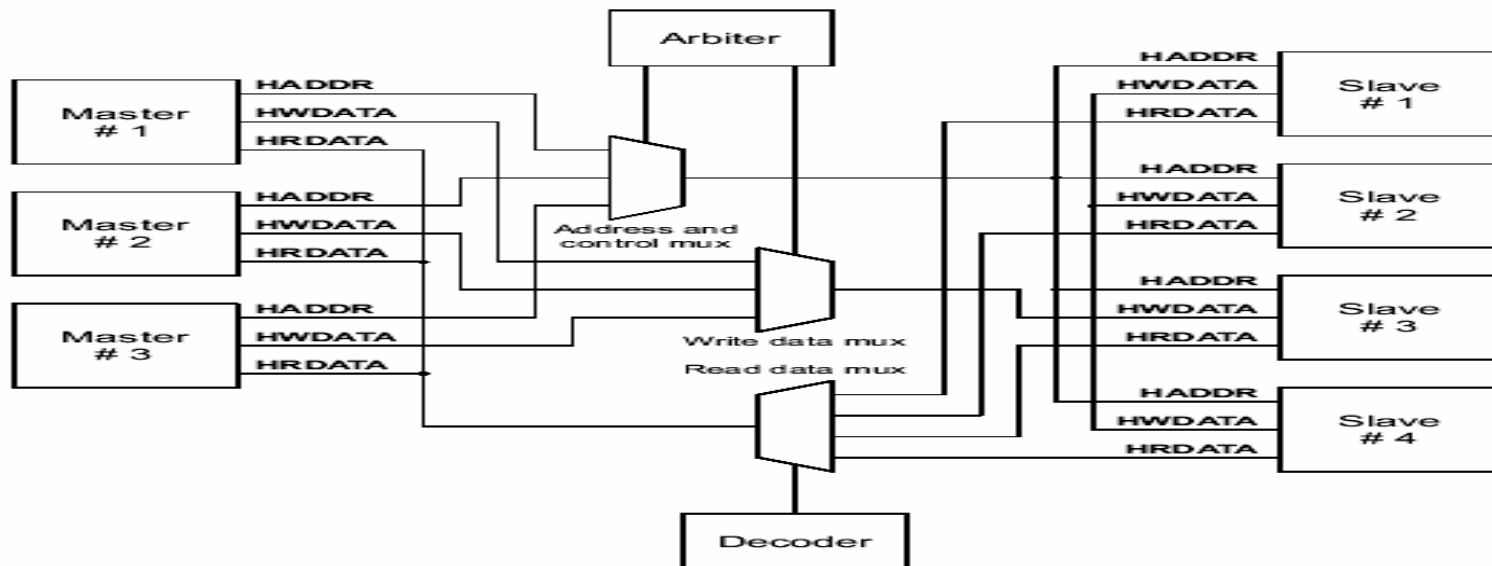 Arbiter
Master
# 1
HADDR
HWDATA
HRDATA
Master
# 2
HADDR
HWDATA
HRDATA
Master
# 3
HADDR
HWDATA
HRDATA
Address and
control mux
Write data mux
Read data mux
Decoder
HADDR
HWDATA
HRDATA
Slave
# 1
HADDR
HWDATA
HRDATA
Slave
# 2
HADDR
HWDATA
HRDATA
Slave
# 3
HADDR
HWDATA
HRDATA
Slave
# 4